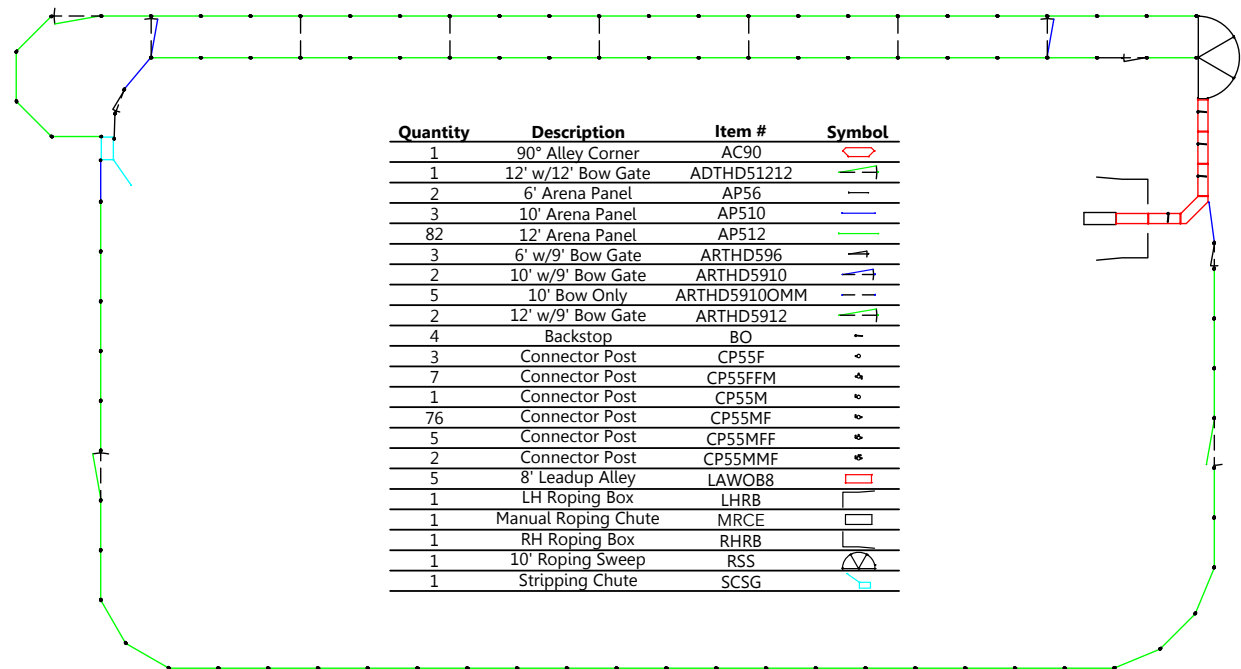 Quantity Description Item # Symbol
1 90° Alley Corner AC90
1 12' w/12' Bow Gate ADTHD51212
2 6' Arena Panel AP56
3 10' Arena Panel AP510
82 12' Arena Panel AP512
3 6' w/9' Bow Gate ARTHD596
2 10' w/9' Bow Gate ARTHD5910
5 10' Bow Only ARTHD5910OMM
2 12' w/9' Bow Gate ARTHD5912
4 Backstop BO
3 Connector Post CP55F
7 Connector Post CP55FFM
1 Connector Post CP55M
76 Connector Post CP55MF
5 Connector Post CP55MFF
2 Connector Post CP55MMF
5 8' Leadup Alley LAWOB8
1 LH Roping Box LHRB
1 Manual Roping Chute MRCE
1 RH Roping Box RHRB
1 10' Roping Sweep RSS
1 Stripping Chute SCSG